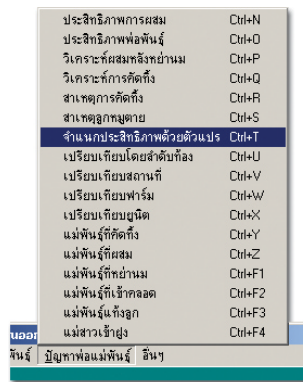 ประสิทธิภาพการผสม Ctrl+N
ประสิทธิภาพพ่อพันธุ์ Ctrl+O
วิเคราะห์ผสมหลังหย่านม Ctrl+P
วิเคราะห์การคัดทิ้ง Ctrl+Q
สาเหตุการคัดทิ้ง Ctrl+R
สาเหตุลูกหมูตาย Ctrl+S
จำแนกประสิทธิภาพด้วยตัวแปร Ctrl+T
เปรียบเทียบโดยลำดับท้อง Ctrl+U
เปรียบเทียบสถานที่ Ctrl+V
เปรียบเทียบฟาร์ม Ctrl+W
เปรียบเทียบยูนิต Ctrl+X
แม่พันธุ์ที่คัดทิ้ง Ctrl+Y
แม่พันธุ์ที่ผสม Ctrl+Z
แม่พันธุ์ที่หย่านม Ctrl+F1
แม่พันธุ์ที่เข้าคลอด Ctrl+F2
แม่พันธุ์แท้งลูก Ctrl+F3
แม่สาวเข้าฝูง Ctrl+F4
นออก
พันธุ์ ปัญหาพ่อแม่พันธุ์ อื่นๆ